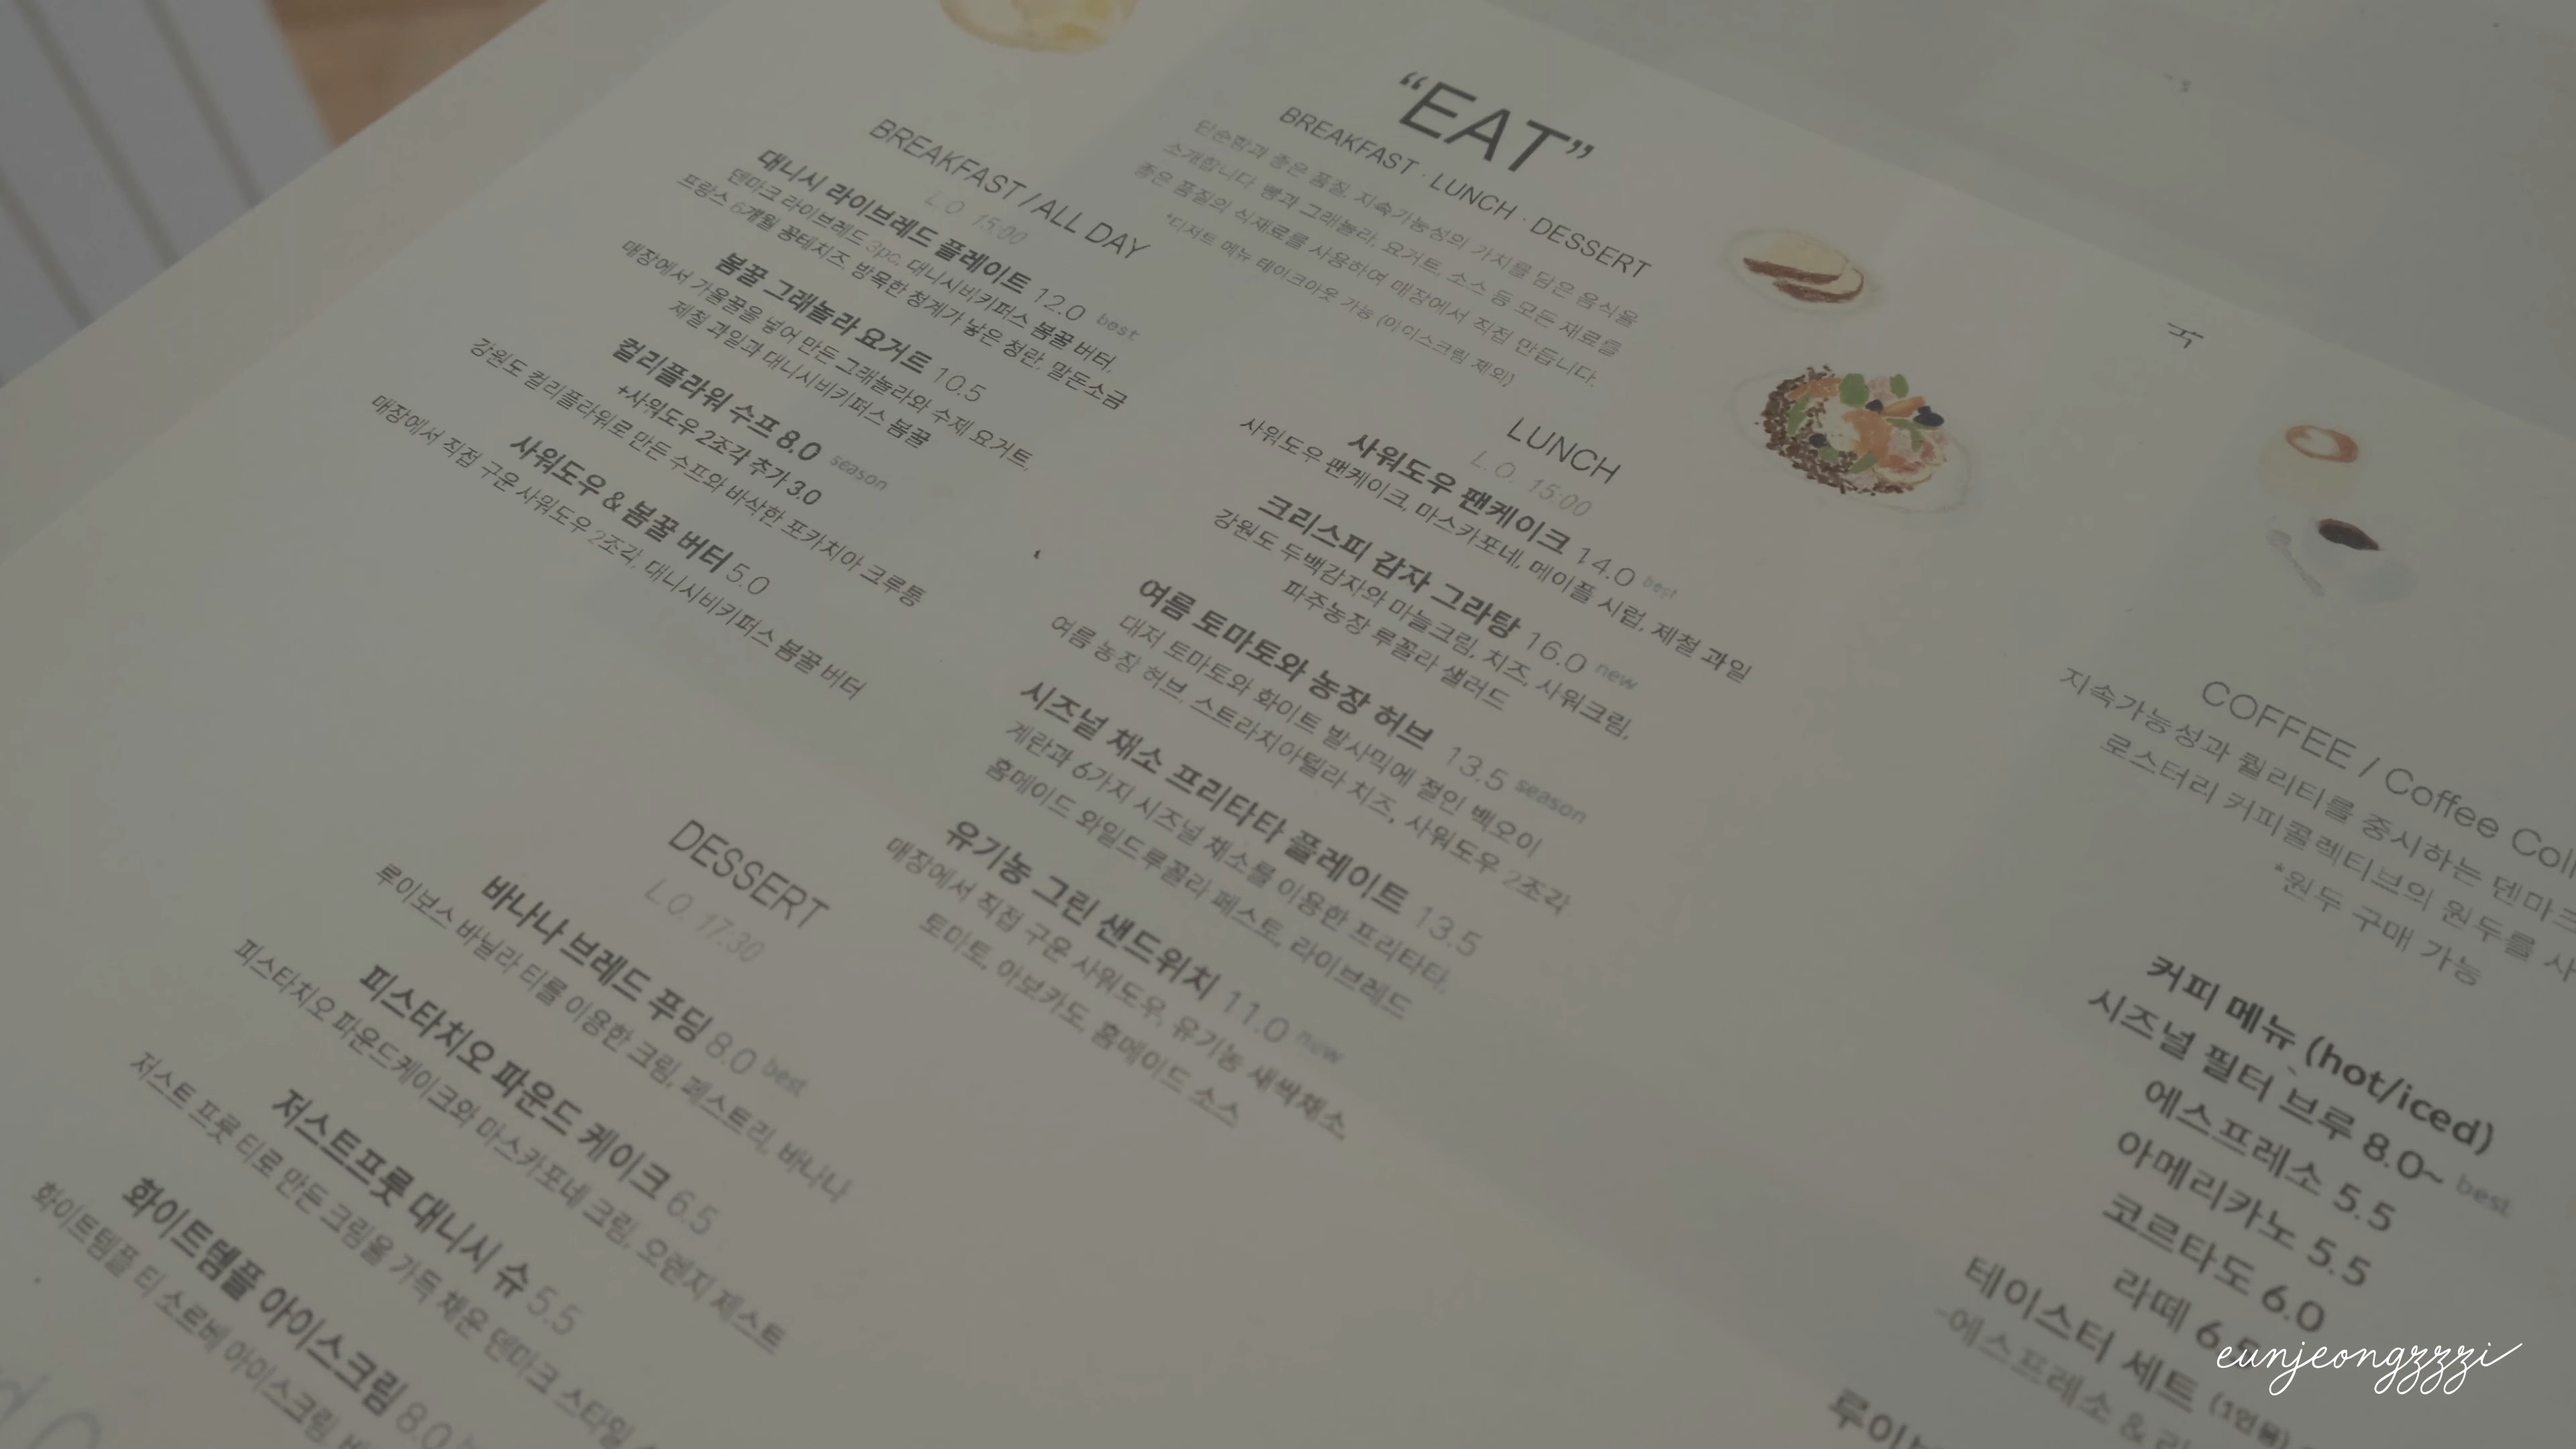 “EAT”
BREAKFAST · LUNCH · DESSERT
단순함과 좋은 품질, 지속가능성의 가치를 담은 음식을
소개합니다. 빵과 그래놀라, 요거트, 소스 등 모든 재료를
좋은 품질의 식재료를 사용하여 매장에서 직접 만듭니다.
*디저트 메뉴 테이크아웃 가능 (아이스크림 제외)
BREAKFAST / ALL DAY
L.O. 15:00
대니시 라이브레드 플레이트 12.0 best
덴마크 라이브레드 3pc, 대니시비키퍼스 봄꿀 버터,
프랑스 6개월 꽁테치즈, 방목한 청계가 낳은 청란, 말돈소금
봄꿀 그래놀라 요거트 10.5
매장에서 가을꿀을 넣어 만든 그래놀라와 수제 요거트,
제철 과일과 대니시비키퍼스 봄꿀
컬리플라워 수프 8.0 season
+사워도우 2조각 추가 3.0
강원도 컬리플라워로 만든 수프와 바삭한 포카치아 크루통
사워도우 & 봄꿀 버터 5.0
매장에서 직접 구운 사워도우 2조각, 대니시비키퍼스 봄꿀 버터
LUNCH
L.O. 15:00
사워도우 팬케이크 14.0 best
사워도우 팬케이크, 마스카포네, 메이플 시럽, 제철 과일
크리스피 감자 그라탕 16.0 new
강원도 두백감자와 마늘크림, 치즈, 사워크림,
파주농장 루꼴라 샐러드
여름 토마토와 농장 허브 13.5 season
대저 토마토와 화이트 발사믹에 절인 백오이
여름 농장 허브, 스트라치아텔라 치즈, 사워도우 2조각
시즈널 채소 프리타타 플레이트 13.5
계란과 6가지 시즈널 채소를 이용한 프리타타,
홈메이드 와일드루꼴라 페스토, 라이브레드
유기농 그린 샌드위치 11.0 new
매장에서 직접 구운 사워도우, 유기농 새싹채소,
토마토, 아보카도, 홈메이드 소스
DESSERT
L.O. 17:30
바나나 브레드 푸딩 8.0 best
루이보스 바닐라 티를 이용한 크림, 페스트리, 바나나
피스타치오 파운드 케이크 6.5
피스타치오 파운드케이크와 마스카포네 크림, 오렌지 제스트
저스트프룻 대니시 슈 5.5
저스트 프룻 티로 만든 크림을 가득 채운 덴마크 스타일
화이트템플 아이스크림 8.0
화이트템플 티 소르베 아이스크림,
COFFEE / Coffee Coll
지속가능성과 퀄리티를 중시하는 덴마크
로스터리 커피콜렉티브의 원두를 사
*원두 구매 가능
커피 메뉴 (hot/iced)
시즈널 필터 브루 8.0~ best
에스프레소 5.5
아메리카노 5.5
코르타도 6.0
라떼 6.5
테이스터 세트 (1인용)
-에스프레소 & 라
루이
eunjeongzzzi